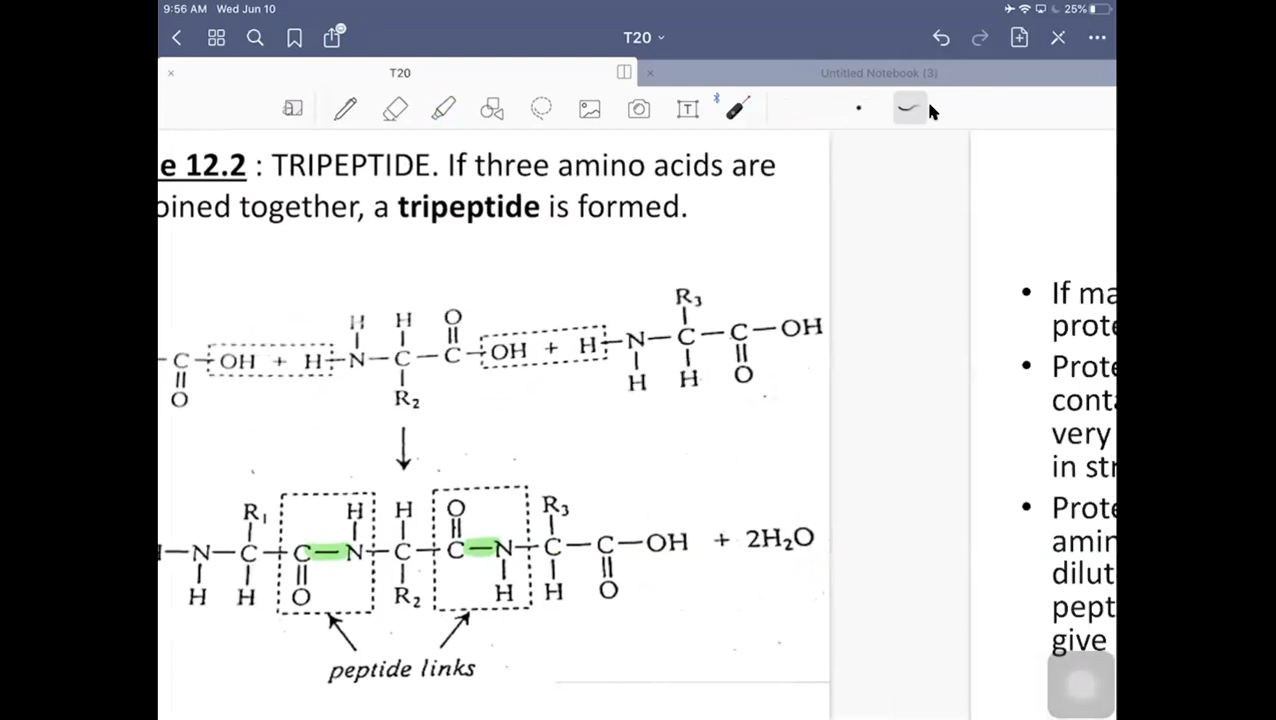 9:56 AM Wed Jun 10
25%
T20
T20
Untitled Notebook (3)
T
e 12.2 : TRIPEPTIDE. If three amino acids are
oined together, a tripeptide is formed.
R₃
H H O
C OH + H N C C OH + H N C C OH
O R₂ H H O
R₁ H H O R₃
N C C N C C N C C OH + 2H₂O
H H O R₂ H H O
peptide links
• If ma
prote
• Prote
conta
very
in str
• Prote
amin
dilut
pept
give